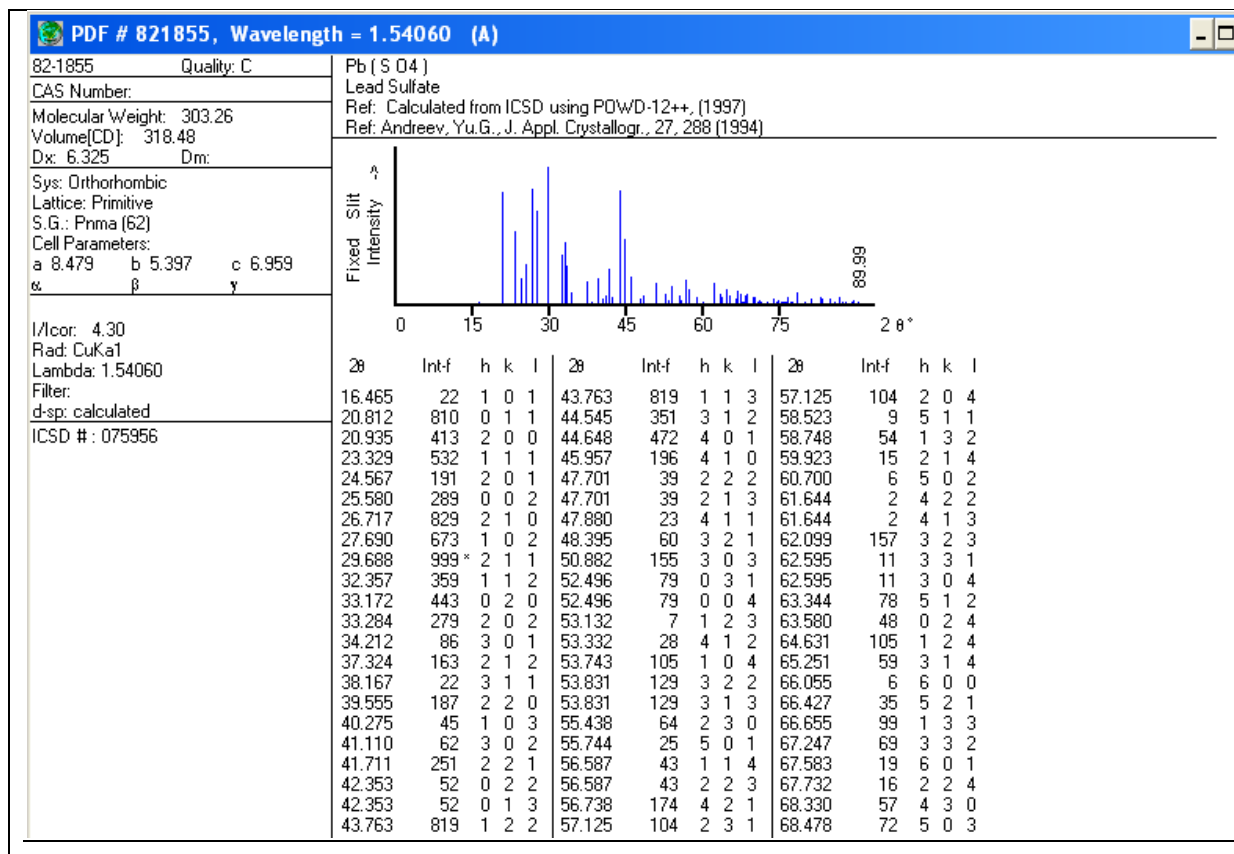 PDF # 821855, Wavelength = 1.54060 (A)
82-1855 Quality: C
CAS Number:
Molecular Weight: 303.26
Volume[CD]: 318.48
Dx: 6.325 Dm:
Sys: Orthorhombic
Lattice: Primitive
S.G.: Pnma (62)
Cell Parameters:
a 8.479 b 5.397 c 6.959
α β γ
I/Icor: 4.30
Rad: CuKa1
Lambda: 1.54060
Filter:
d-sp: calculated
ICSD # : 075956
Pb ( S O4 )
Lead Sulfate
Ref: Calculated from ICSD using POWD-12++, (1997)
Ref: Andreev, Yu.G., J. Appl. Crystallogr., 27, 288 (1994)
Fixed Slit
Intensity ->
89.99
0 15 30 45 60 75 2 θ °
2θ Int-f h k l 2θ Int-f h k l 2θ Int-f h k l
16.465 22 1 0 1 43.763 819 1 1 3 57.125 104 2 0 4
20.812 810 0 1 1 44.545 351 3 1 2 58.523 9 5 1 1
20.935 413 2 0 0 44.648 472 4 0 1 58.748 54 1 3 2
23.329 532 1 1 1 45.957 196 4 1 0 59.923 15 2 1 4
24.567 191 2 0 1 47.701 39 2 2 2 60.700 6 5 0 2
25.580 289 0 0 2 47.701 39 2 1 3 61.644 2 4 2 2
26.717 829 2 1 0 47.880 23 4 1 1 61.644 2 4 1 3
27.690 673 1 0 2 48.395 60 3 2 1 62.099 157 3 2 3
29.688 999 * 2 1 1 50.882 155 3 0 3 62.595 11 3 3 1
32.357 359 1 1 2 52.496 79 0 3 1 62.595 11 3 0 4
33.172 443 0 2 0 52.496 79 0 0 4 63.344 78 5 1 2
33.284 279 2 0 2 53.132 7 1 2 3 63.580 48 0 2 4
34.212 86 3 0 1 53.332 28 4 1 2 64.631 105 1 2 4
37.324 163 2 1 2 53.743 105 1 0 4 65.251 59 3 1 4
38.167 22 3 1 1 53.831 129 3 2 2 66.055 6 6 0 0
39.555 187 2 2 0 53.831 129 3 1 3 66.427 35 5 2 1
40.275 45 1 0 3 55.438 64 2 3 0 66.655 99 1 3 3
41.110 62 3 0 2 55.744 25 5 0 1 67.247 69 3 3 2
41.711 251 2 2 1 56.587 43 1 1 4 67.583 19 6 0 1
42.353 52 0 2 2 56.587 43 2 2 3 67.732 16 2 2 4
42.353 52 0 1 3 56.738 174 4 2 1 68.330 57 4 3 0
43.763 819 1 2 2 57.125 104 2 3 1 68.478 72 5 0 3